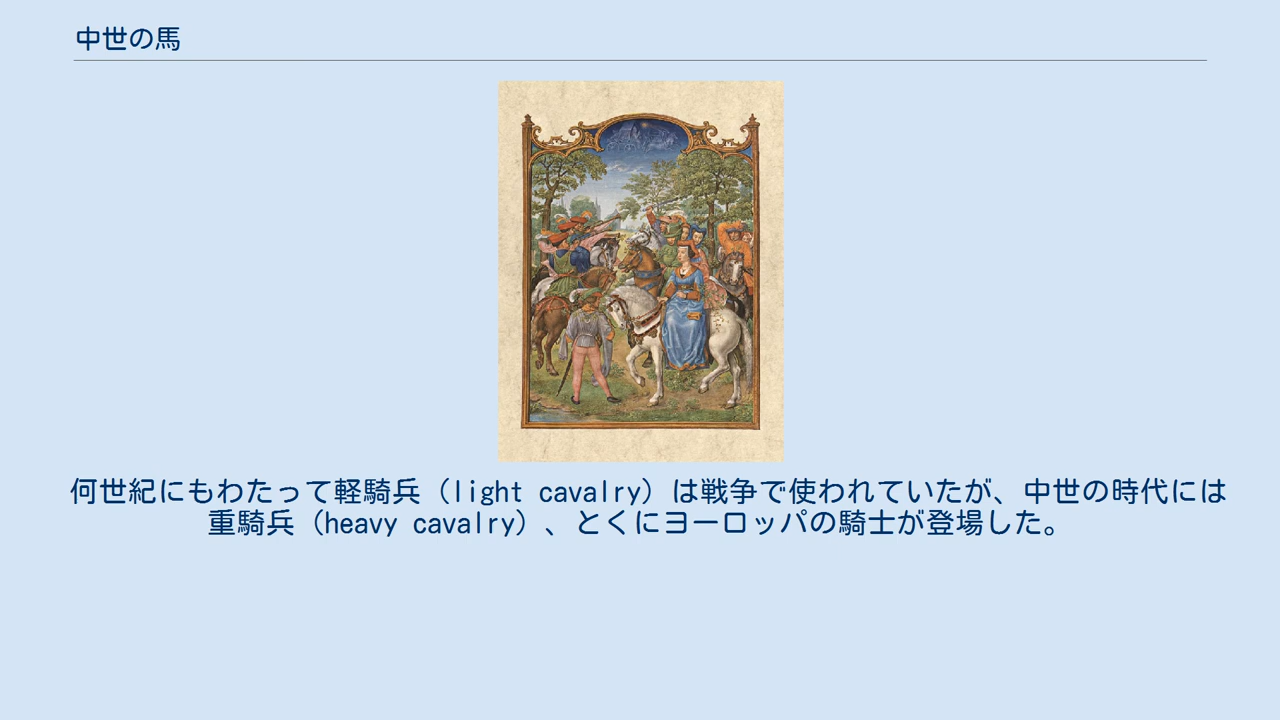 中世の馬
何世紀にもわたって軽騎兵（light cavalry）は戦争で使われていたが、中世の時代には
重騎兵（heavy cavalry）、とくにヨーロッパの騎士が登場した。